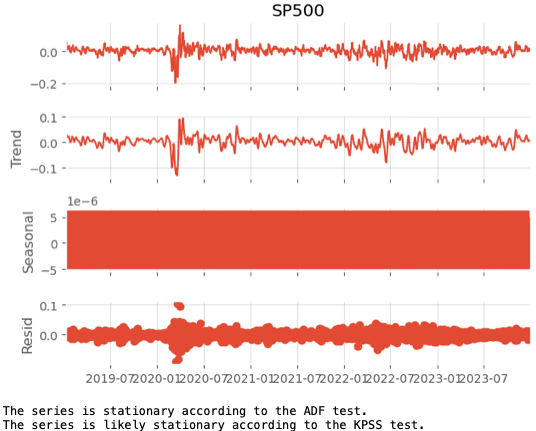 SP500
0.0
−0.2
0.1
0.0
−0.1
Trend
1e−6
5
0
−5
Seasonal
0.1
0.0
Resid
2019-07 2020-01 2020-07 2021-01 2021-07 2022-01 2022-07 2023-01 2023-07
The series is stationary according to the ADF test.
The series is likely stationary according to the KPSS test.